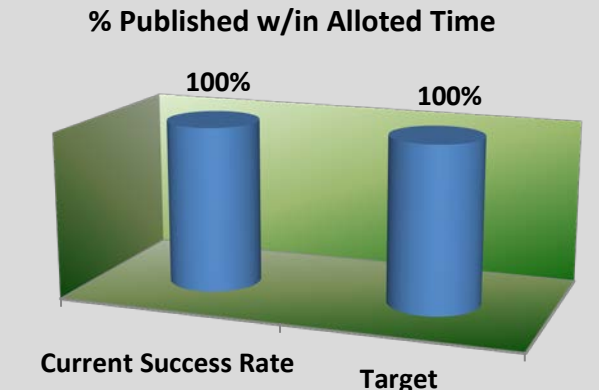 % Published w/in Alloted Time
100%
100%
Current Success Rate
Target